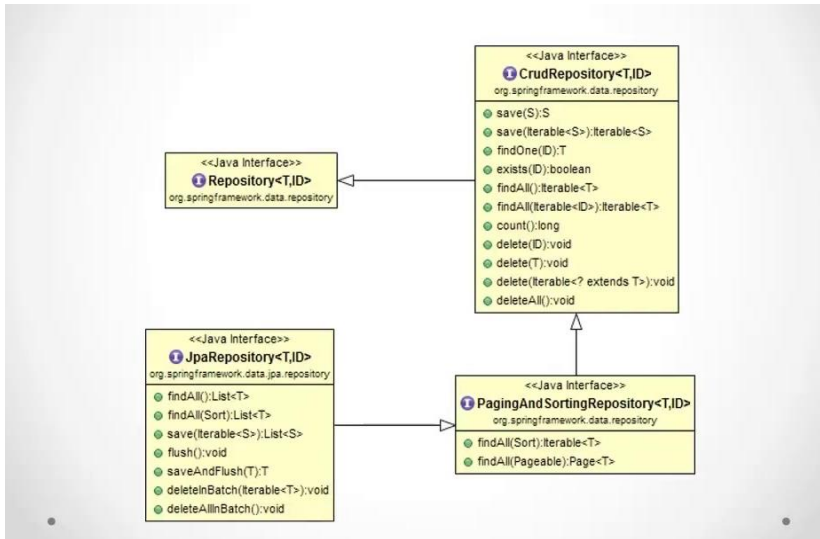 <<Java Interface>>
CrudRepository<T,ID>
org.springframework.data.repository
save(S):S
save(Iterable<S>):Iterable<S>
findOne(ID):T
exists(ID):boolean
findAll():Iterable<T>
findAll(Iterable<ID>):Iterable<T>
count():long
delete(ID):void
delete(T):void
delete(Iterable<? extends T>):void
deleteAll():void
<<Java Interface>>
Repository<T,ID>
org.springframework.data.repository
<<Java Interface>>
JpaRepository<T,ID>
org.springframework.data.jpa.repository
findAll():List<T>
findAll(Sort):List<T>
save(Iterable<S>):List<S>
flush():void
saveAndFlush(T):T
deleteInBatch(Iterable<T>):void
deleteAllInBatch():void
<<Java Interface>>
PagingAndSortingRepository<T,ID>
org.springframework.data.repository
findAll(Sort):Iterable<T>
findAll(Pageable):Page<T>